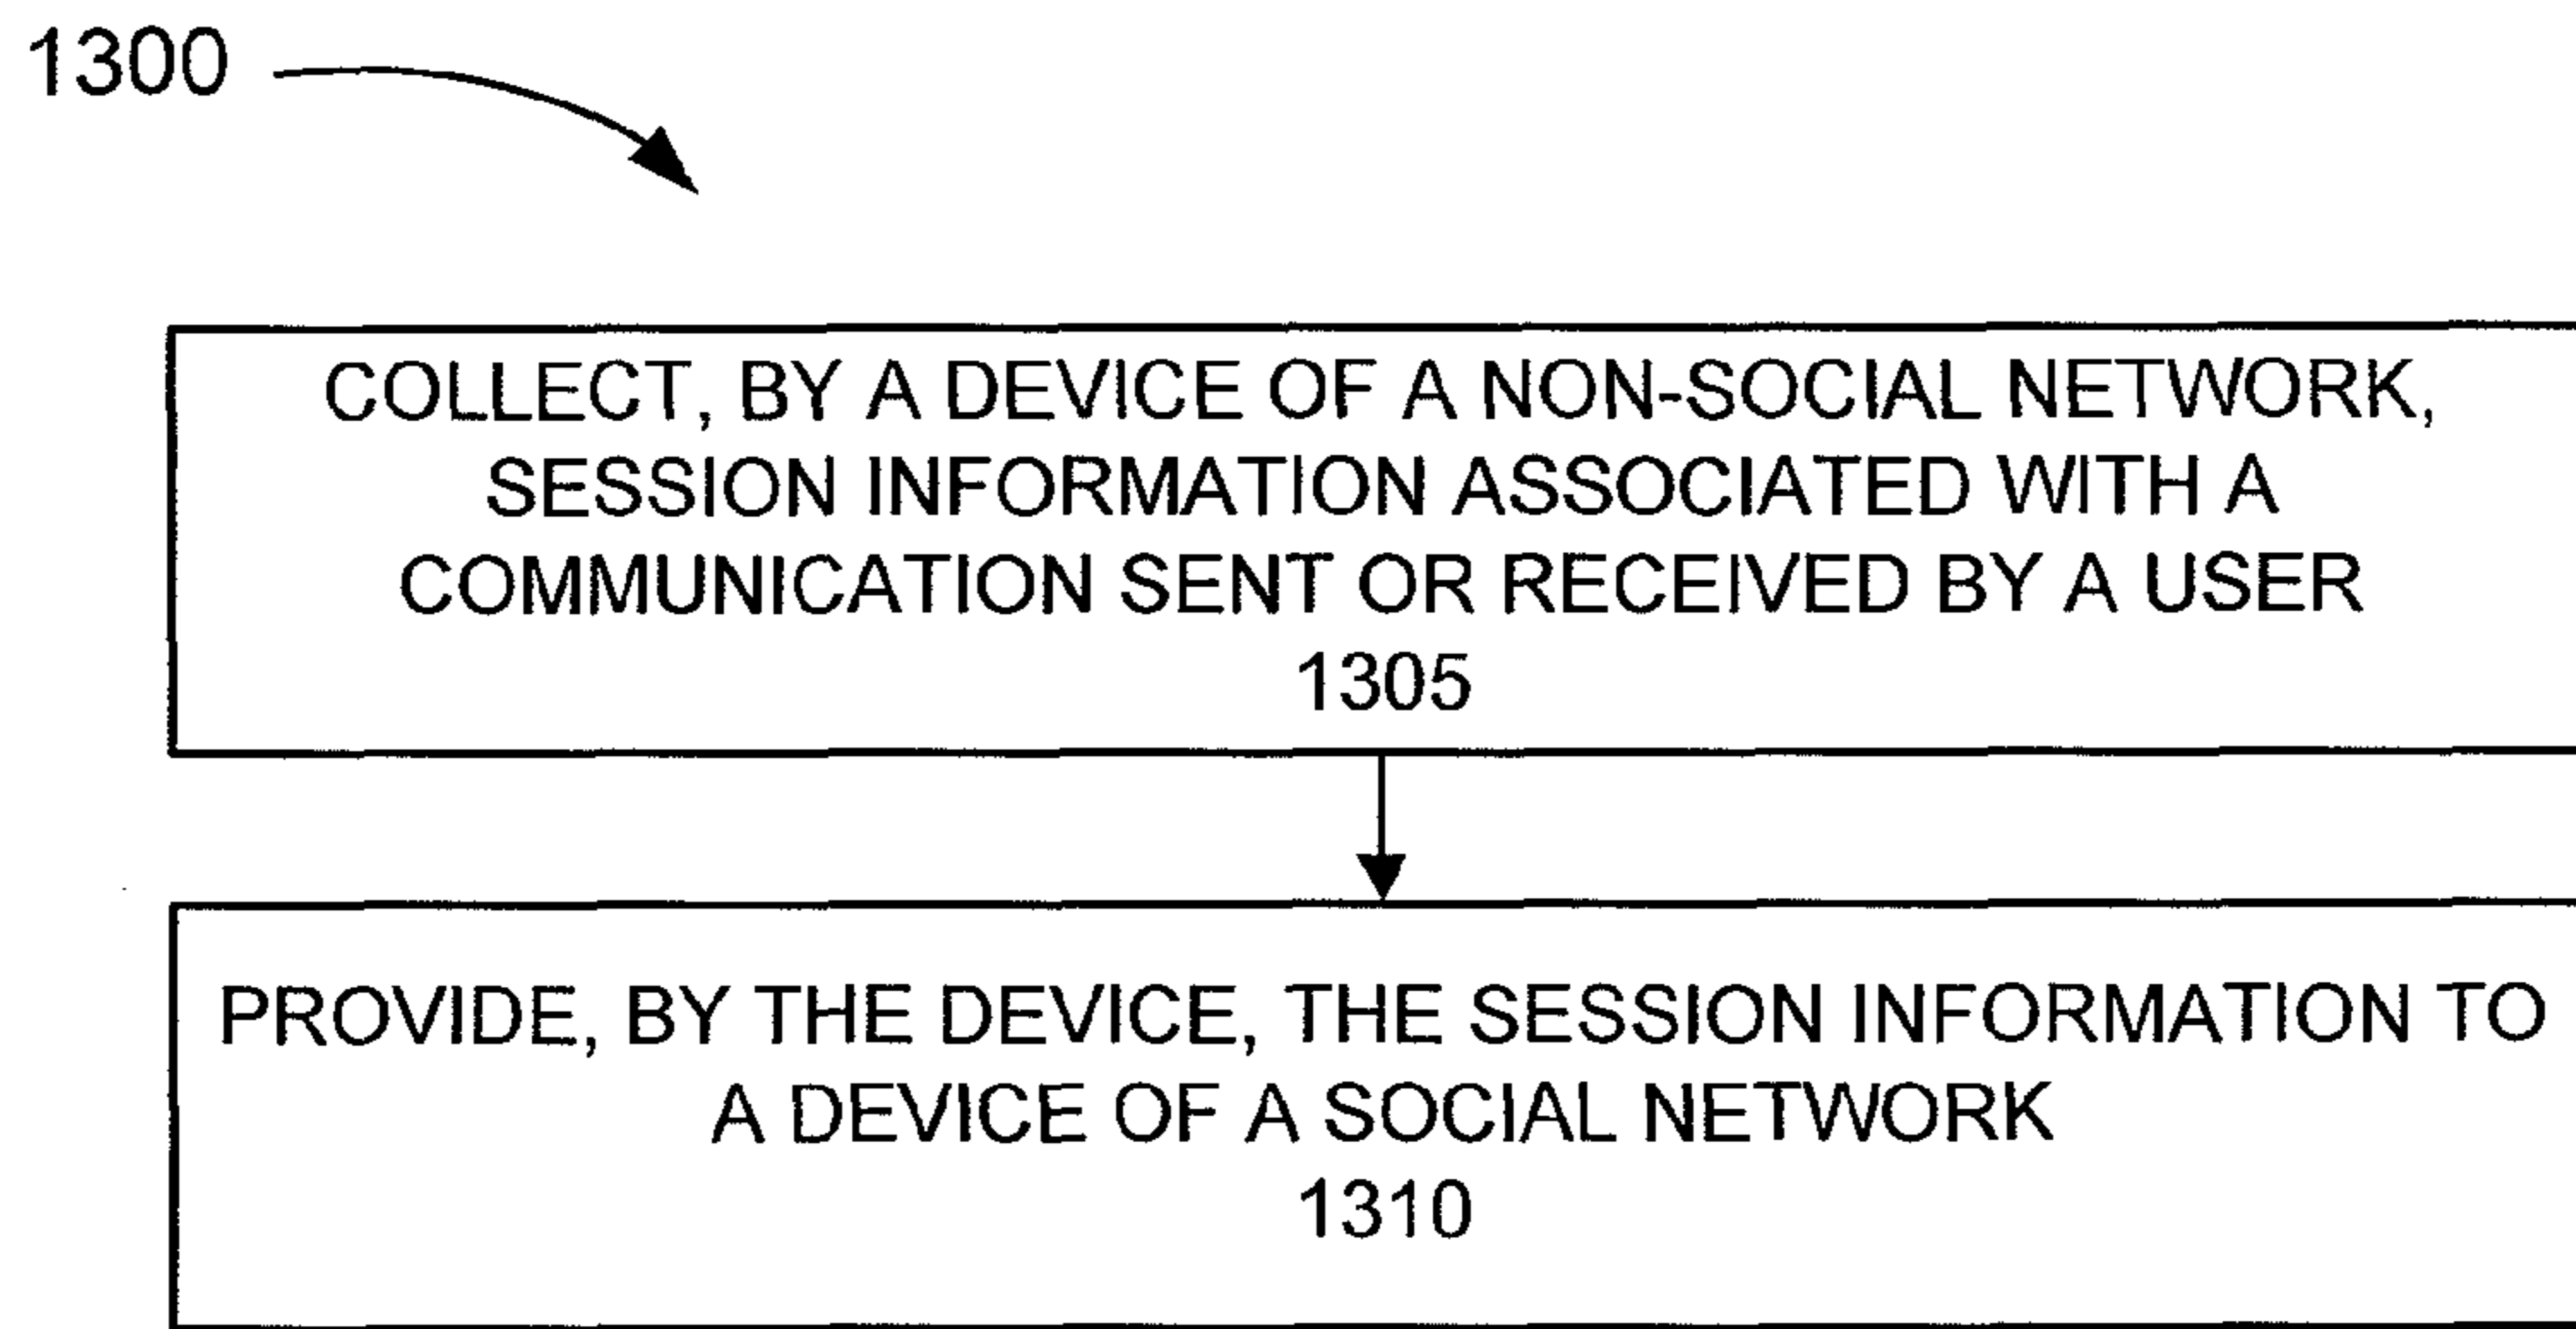 1300
COLLECT, BY A DEVICE OF A NON-SOCIAL NETWORK,
SESSION INFORMATION ASSOCIATED WITH A
COMMUNICATION SENT OR RECEIVED BY A USER
1305
PROVIDE, BY THE DEVICE, THE SESSION INFORMATION TO
A DEVICE OF A SOCIAL NETWORK
1310